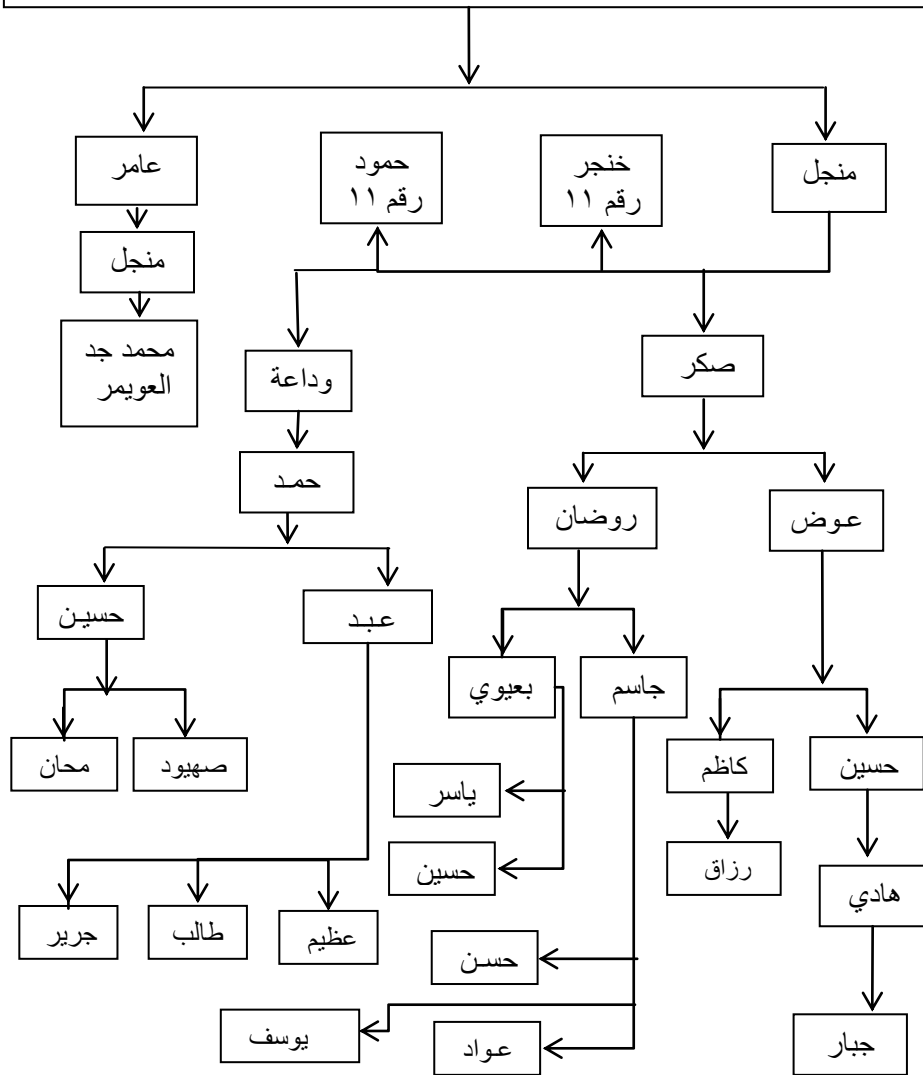 منجل
خنجر
رقم ١١
حمود
رقم ١١
عامر
منجل
محمد جد
العويمر
صكر
وداعة
حمد
عوض
روضان
عبد
حسين
جاسم
بعيوي
صهيود
محان
حسين
كاظم
ياسر
رزاق
حسين
هادي
عظيم
طالب
جرير
حسن
جبار
عواد
يوسف